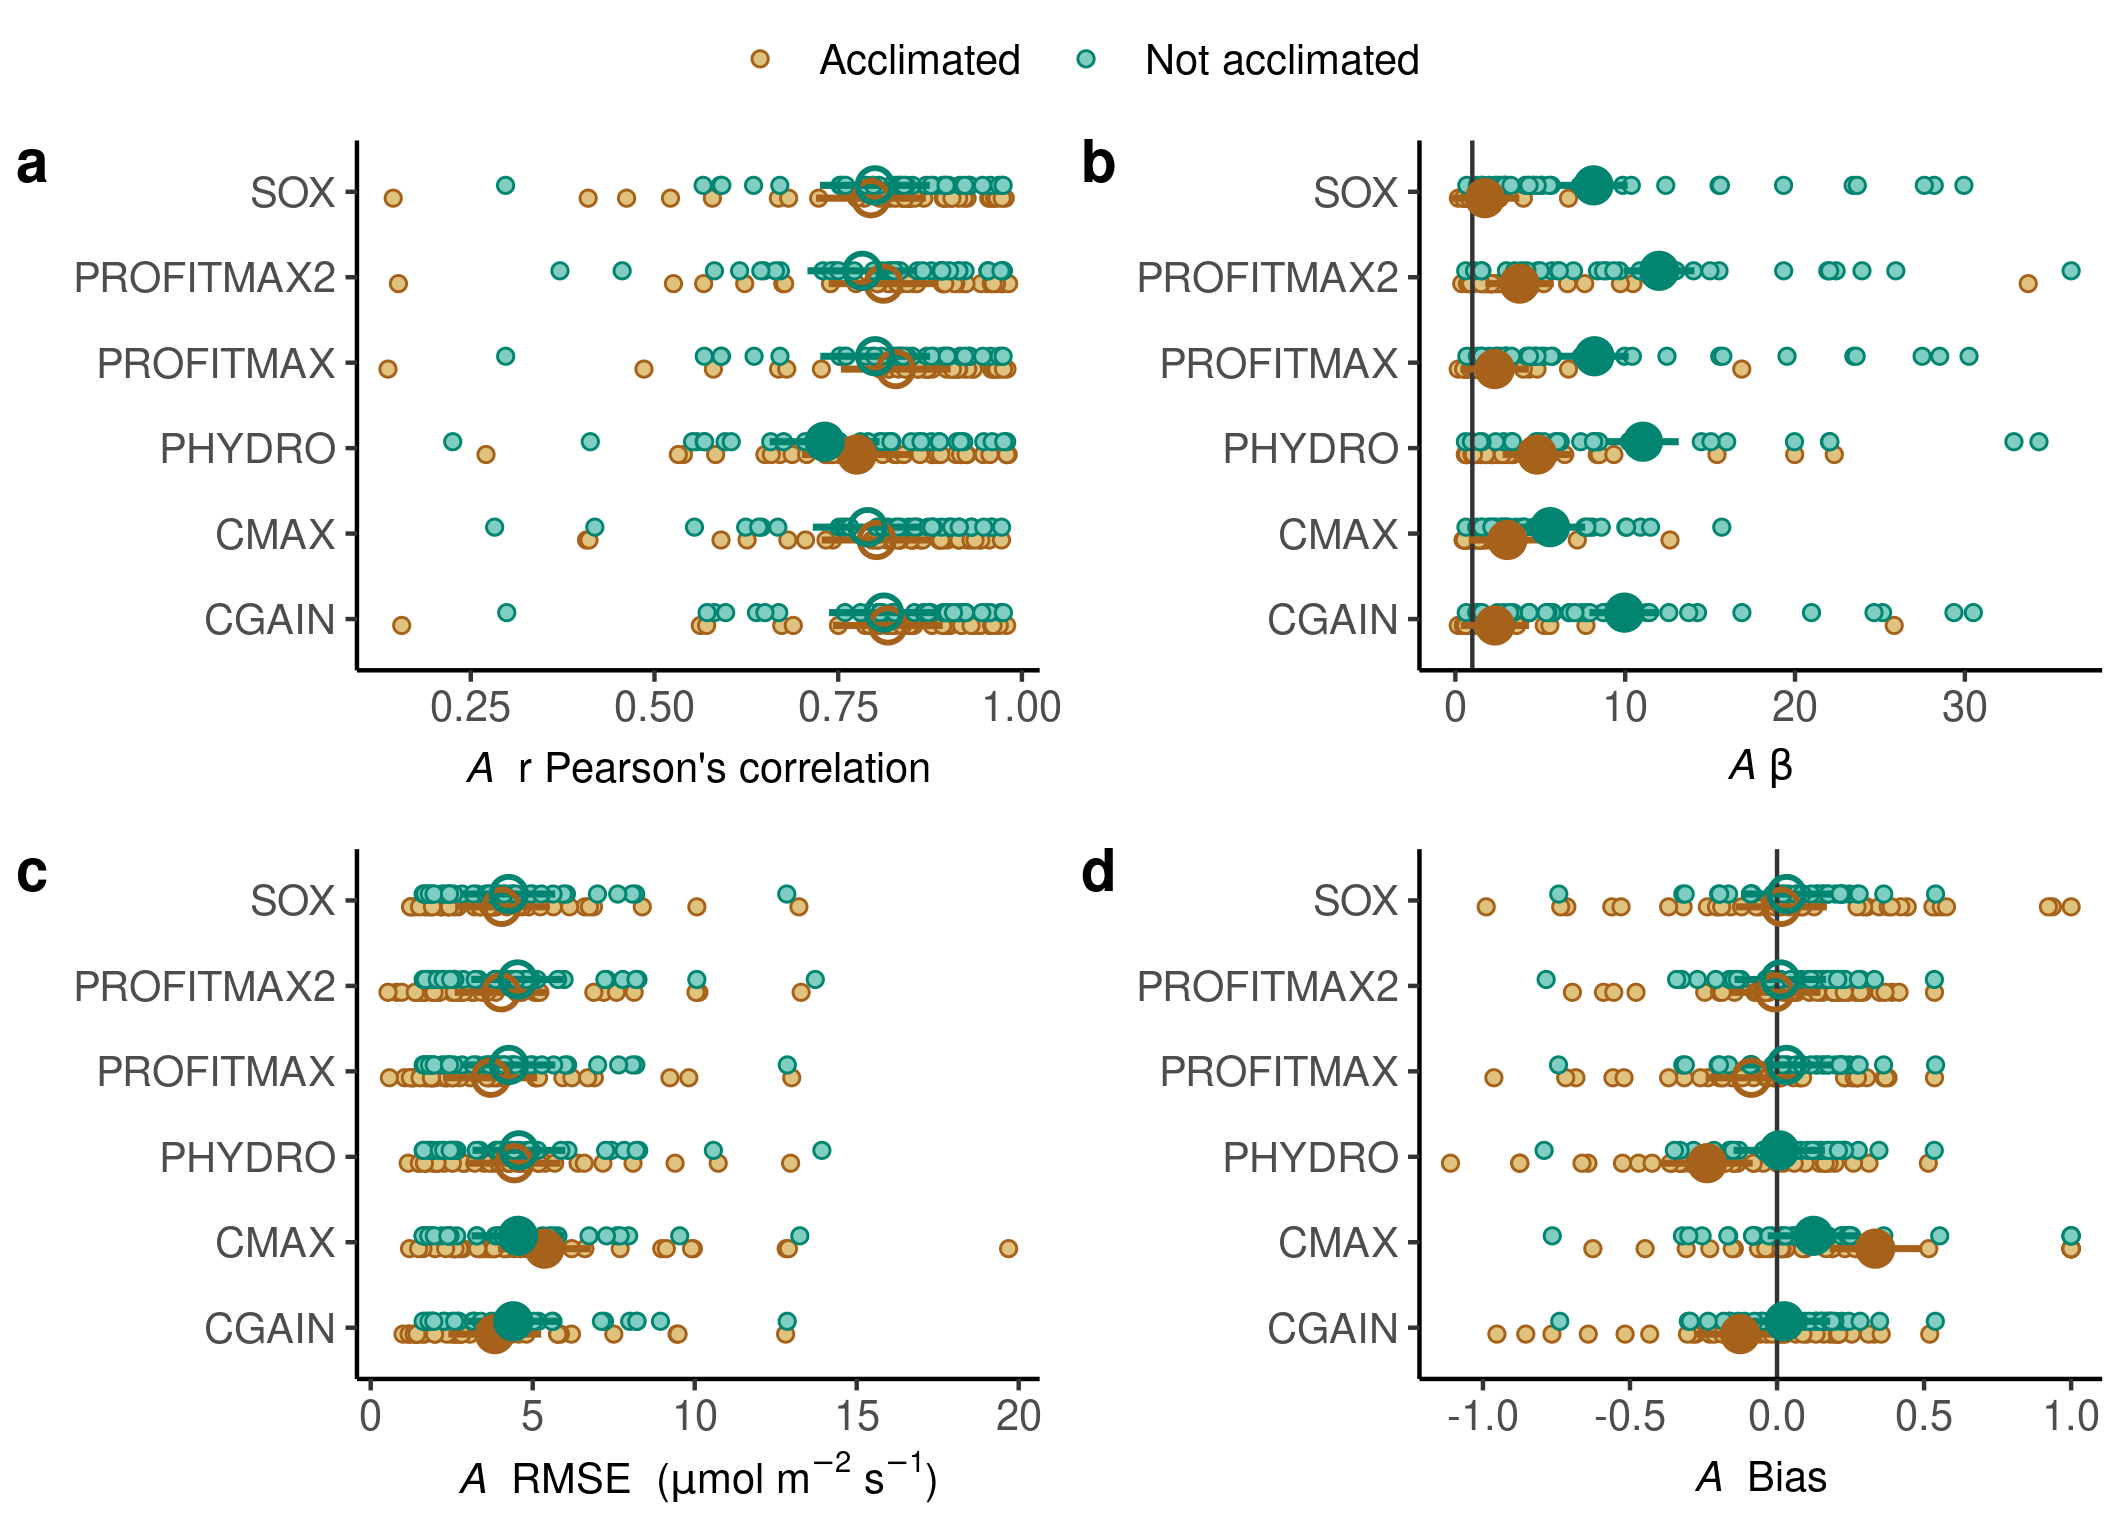 Acclimated Not acclimated
a
SOX
PROFITMAX2
PROFITMAX
PHYDRO
CMAX
CGAIN
0.25 0.50 0.75 1.00
A r Pearson's correlation
b
SOX
PROFITMAX2
PROFITMAX
PHYDRO
CMAX
CGAIN
0 10 20 30
A β
c
SOX
PROFITMAX2
PROFITMAX
PHYDRO
CMAX
CGAIN
0 5 10 15 20
A RMSE (μmol m⁻² s⁻¹)
d
SOX
PROFITMAX2
PROFITMAX
PHYDRO
CMAX
CGAIN
-1.0 -0.5 0.0 0.5 1.0
A Bias